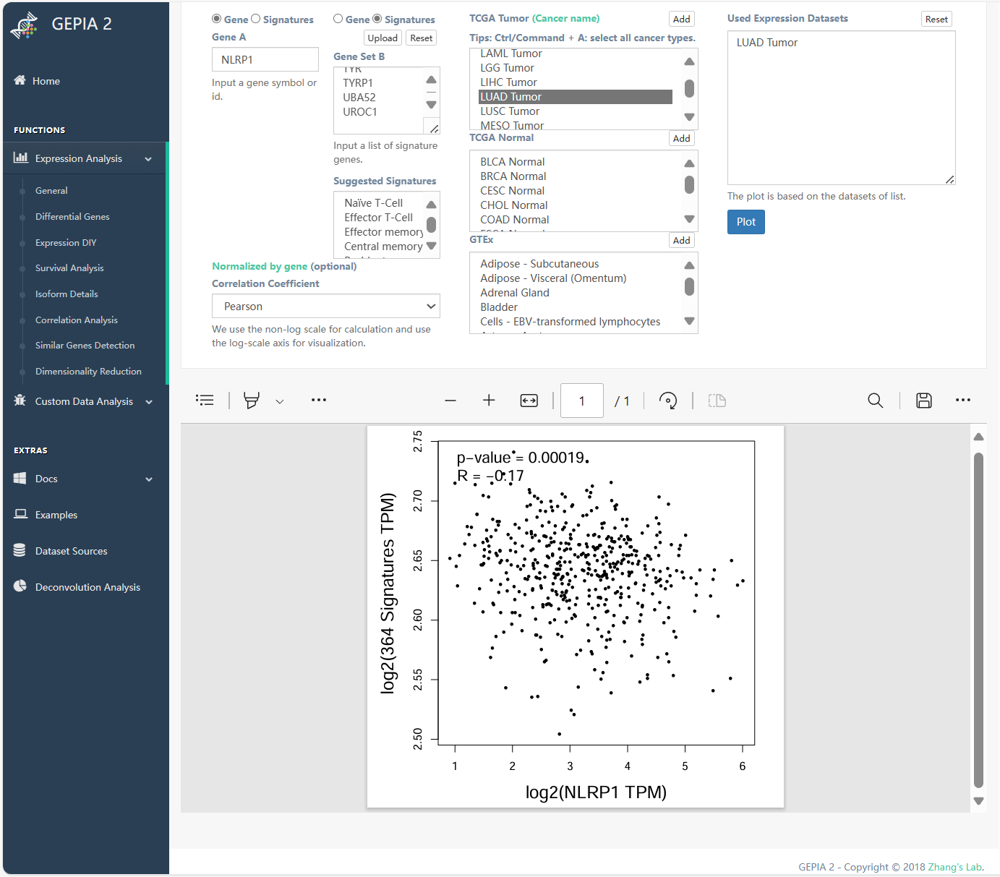 GEPIA 2
Home
FUNCTIONS
Expression Analysis
General
Differential Genes
Expression DIY
Survival Analysis
Isoform Details
Correlation Analysis
Similar Genes Detection
Dimensionality Reduction
Custom Data Analysis
EXTRAS
Docs
Examples
Dataset Sources
Deconvolution Analysis
Gene Signatures
Gene A
NLRP1
Input a gene symbol or
id.
Gene Signatures
Upload Reset
Gene Set B
TYR
TYRP1
UBA52
UROC1
Input a list of signature
genes.
Suggested Signatures
Naïve T-Cell
Effector T-Cell
Effector memory
Central memory
Normalized by gene (optional)
Correlation Coefficient
Pearson
We use the non-log scale for calculation and use
the log-scale axis for visualization.
TCGA Tumor (Cancer name) Add
Tips: Ctrl/Command + A: select all cancer types.
LAML Tumor
LGG Tumor
LIHC Tumor
LUAD Tumor
LUSC Tumor
MESO Tumor
TCGA Normal Add
BLCA Normal
BRCA Normal
CESC Normal
CHOL Normal
COAD Normal
ESCA Normal
GTEx Add
Adipose - Subcutaneous
Adipose - Visceral (Omentum)
Adrenal Gland
Bladder
Cells - EBV-transformed lymphocytes
Used Expression Datasets Reset
LUAD Tumor
The plot is based on the datasets of list.
Plot
1 / 1
p-value = 0.00019
R = -0.17
log2(364 Signatures TPM)
2.75
2.70
2.65
2.60
2.55
2.50
1 2 3 4 5 6
log2(NLRP1 TPM)
GEPIA 2 - Copyright © 2018 Zhang's Lab.